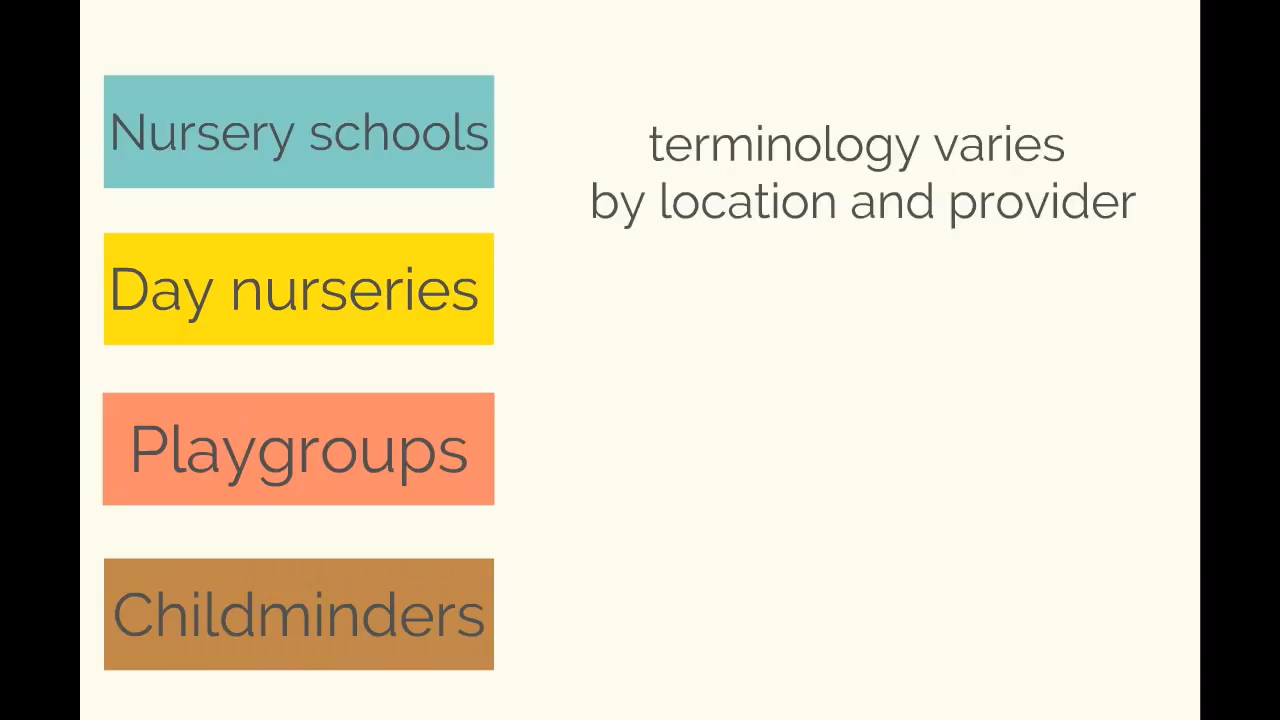 Nursery schools
Day nurseries
Playgroups
Childminders
terminology varies
by location and provider